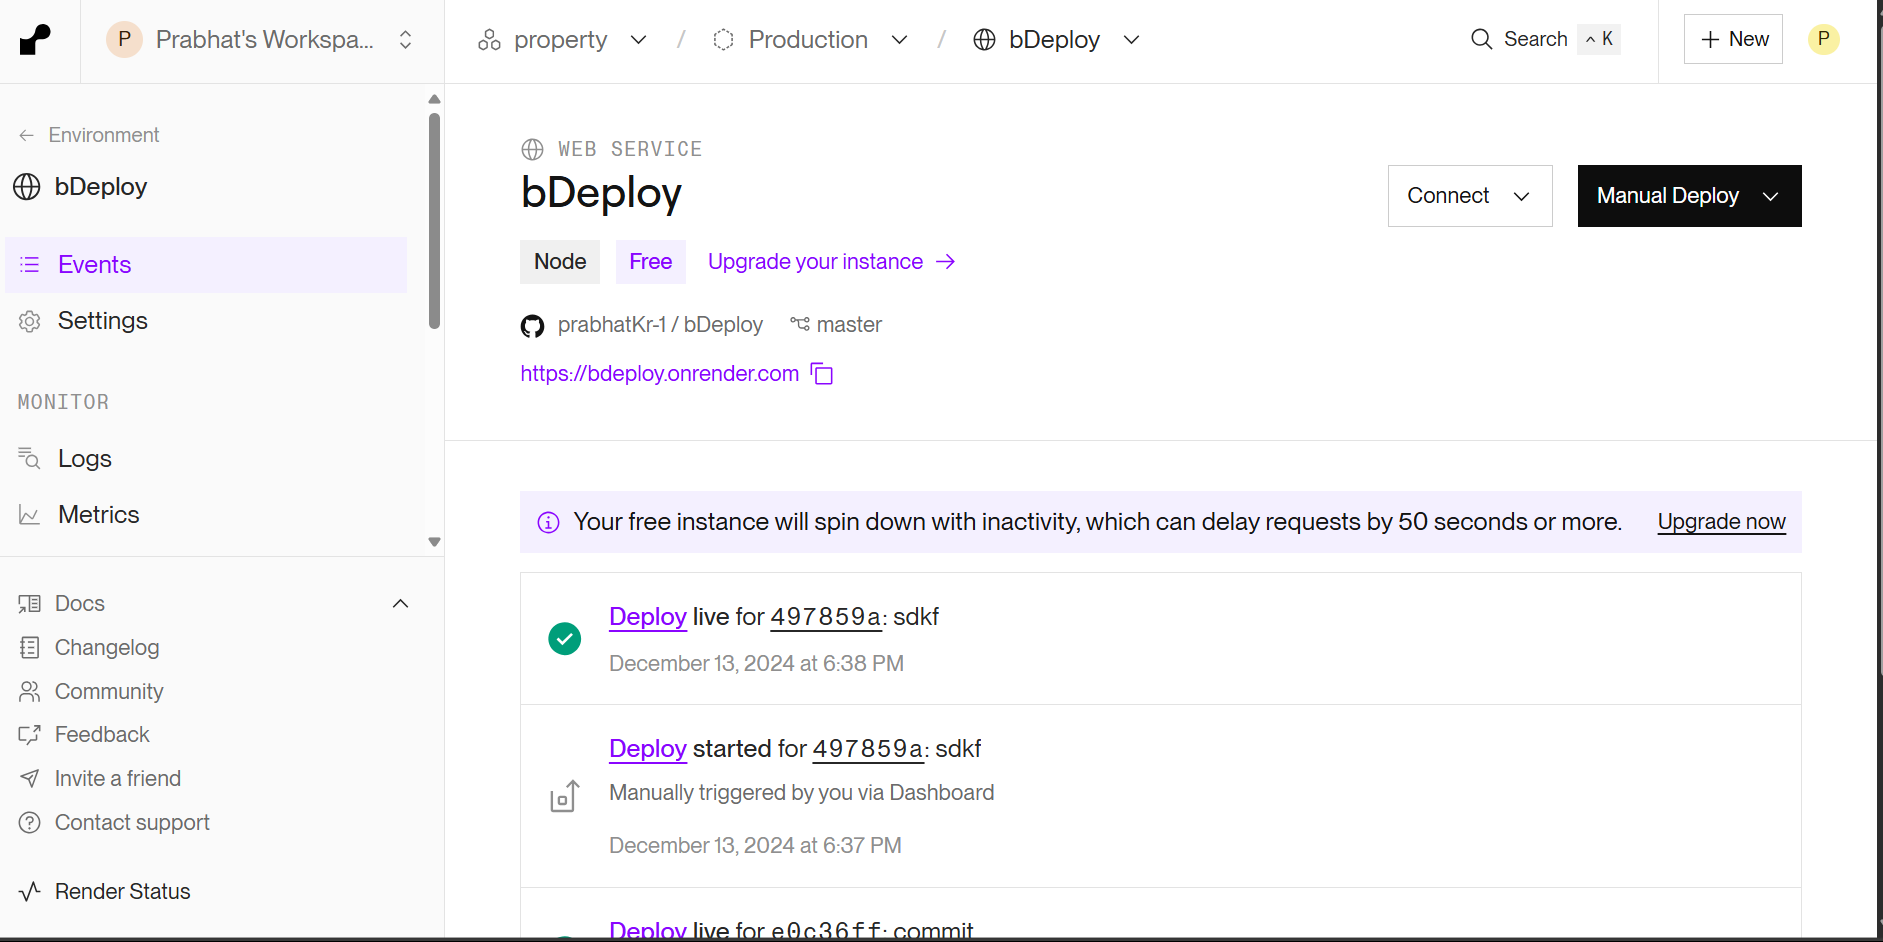 P Prabhat's Workspa...
property / Production / bDeploy
Search ^ K
+ New
P
Environment
bDeploy
Events
Settings
MONITOR
Logs
Metrics
Docs
Changelog
Community
Feedback
Invite a friend
Contact support
Render Status
WEB SERVICE
bDeploy
Connect
Manual Deploy
Node Free Upgrade your instance →
prabhatKr-1 / bDeploy master
https://bdeploy.onrender.com
Your free instance will spin down with inactivity, which can delay requests by 50 seconds or more. Upgrade now
Deploy live for 497859a: sdkf
December 13, 2024 at 6:38 PM
Deploy started for 497859a: sdkf
Manually triggered by you via Dashboard
December 13, 2024 at 6:37 PM
Deploy live for e0c36ff: commit